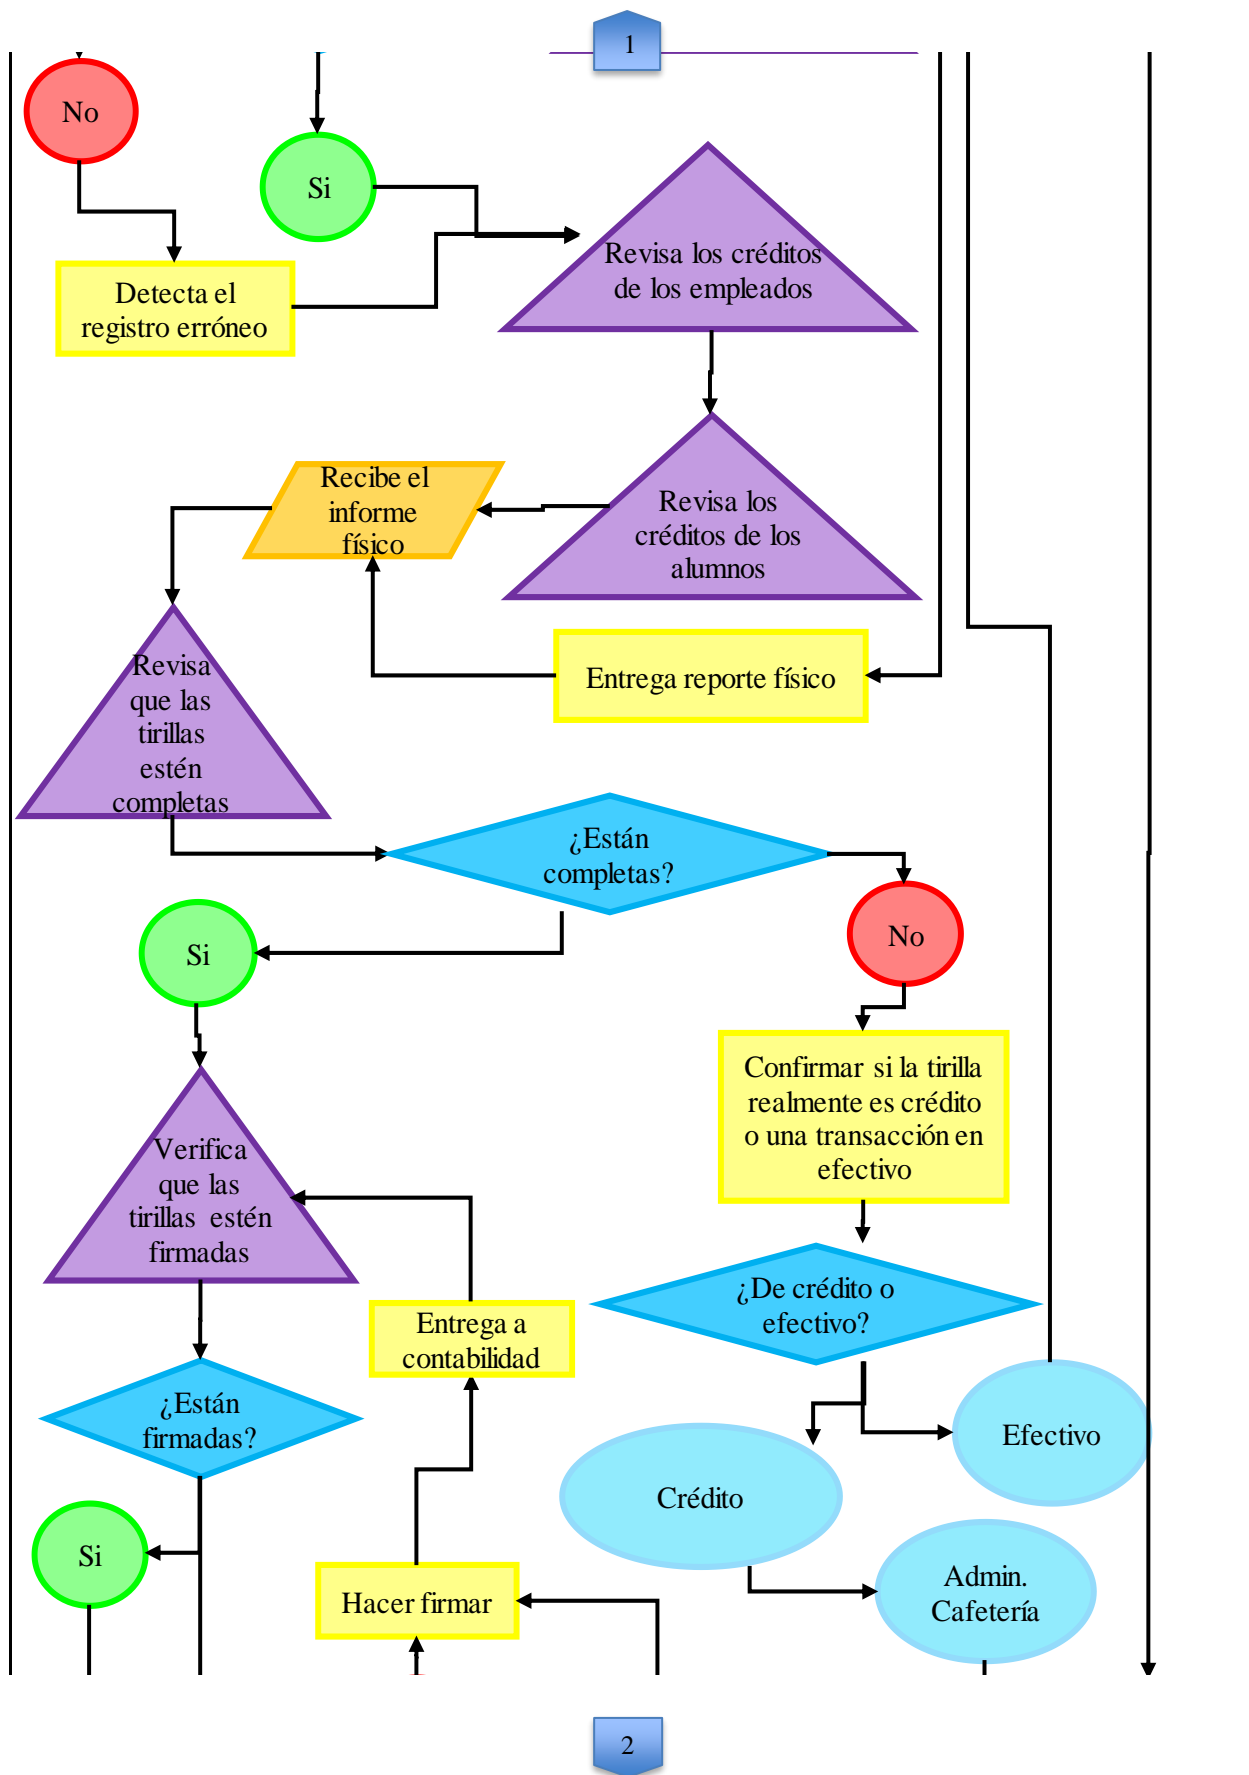 1
No
Si
Revisa los créditos
de los empleados
Detecta el
registro erróneo
Recibe el
informe
físico
Revisa los
créditos de los
alumnos
Revisa
que las
tirillas
estén
completas
Entrega reporte físico
¿Están
completas?
Si
No
Confirmar si la tirilla
realmente es crédito
o una transacción en
efectivo
Verifica
que las
tirillas estén
firmadas
Entrega a
contabilidad
¿De crédito o
efectivo?
¿Están
firmadas?
Efectivo
Crédito
Si
Hacer firmar
Admin.
Cafetería
2